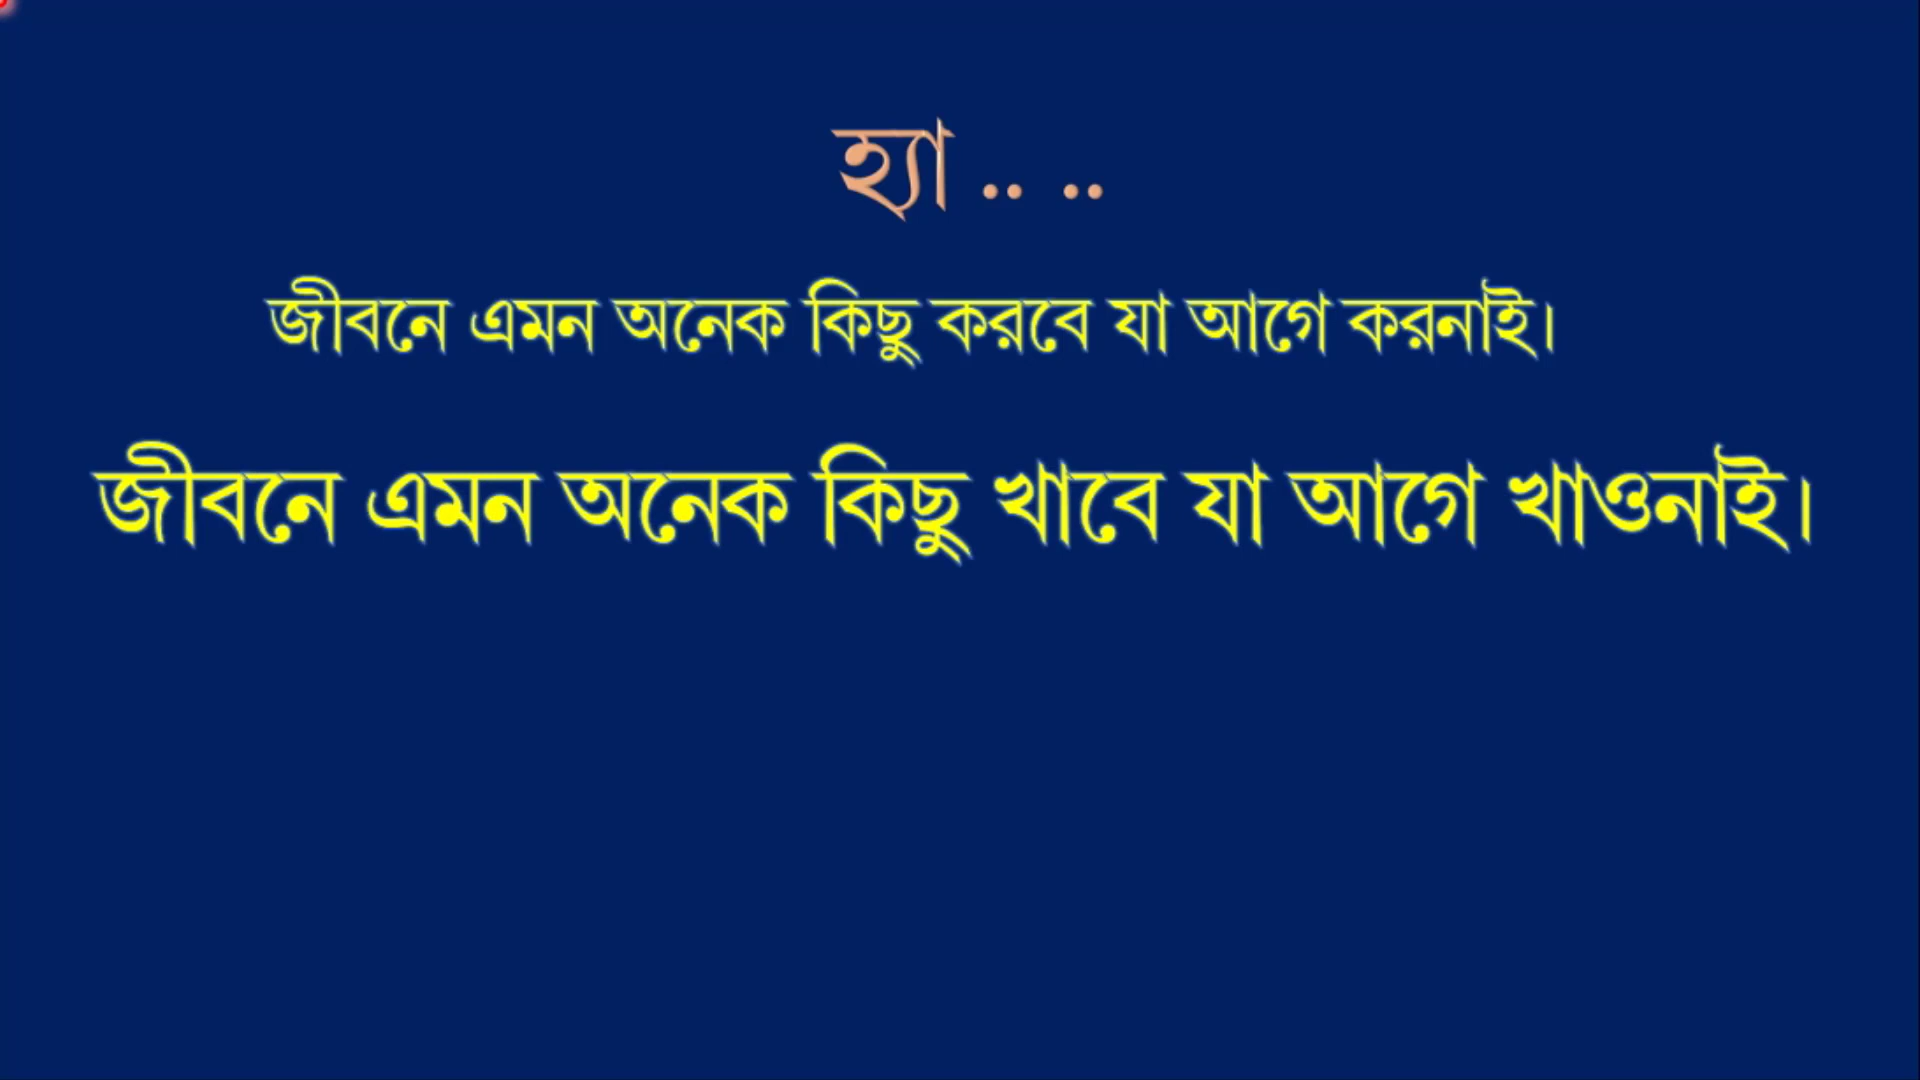 হ্যা .. ..
জীবনে এমন অনেক কিছু করবে যা আগে করনাই।
জীবনে এমন অনেক কিছু খাবে যা আগে খাওনাই।